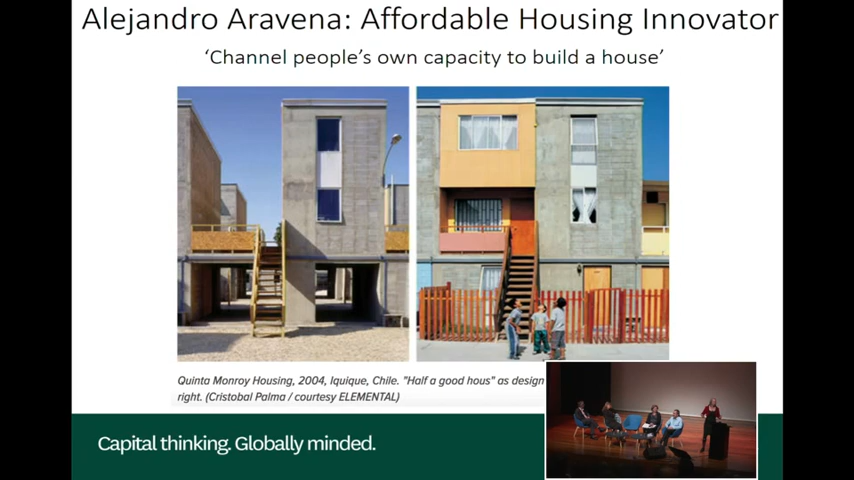 Alejandro Aravena: Affordable Housing Innovator
‘Channel people’s own capacity to build a house’
Quinta Monroy Housing, 2004, Iquique, Chile. "Half a good hous" as design
right. (Cristobal Palma / courtesy ELEMENTAL)
Capital thinking. Globally minded.